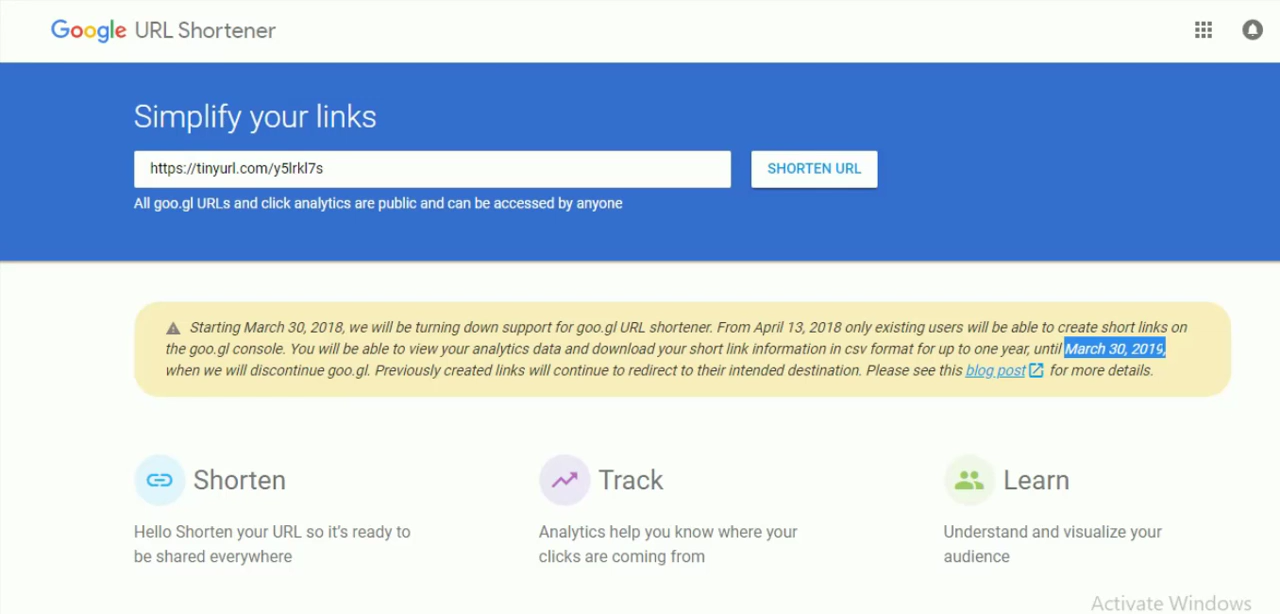 Google URL Shortener
Simplify your links
https://tinyurl.com/y5lrkl7s
SHORTEN URL
All goo.gl URLs and click analytics are public and can be accessed by anyone
Starting March 30, 2018, we will be turning down support for goo.gl URL shortener. From April 13, 2018 only existing users will be able to create short links on
the goo.gl console. You will be able to view your analytics data and download your short link information in csv format for up to one year, until March 30, 2019,
when we will discontinue goo.gl. Previously created links will continue to redirect to their intended destination. Please see this blog post for more details.
Shorten
Hello Shorten your URL so it's ready to
be shared everywhere
Track
Analytics help you know where your
clicks are coming from
Learn
Understand and visualize your
audience
Activate Windows